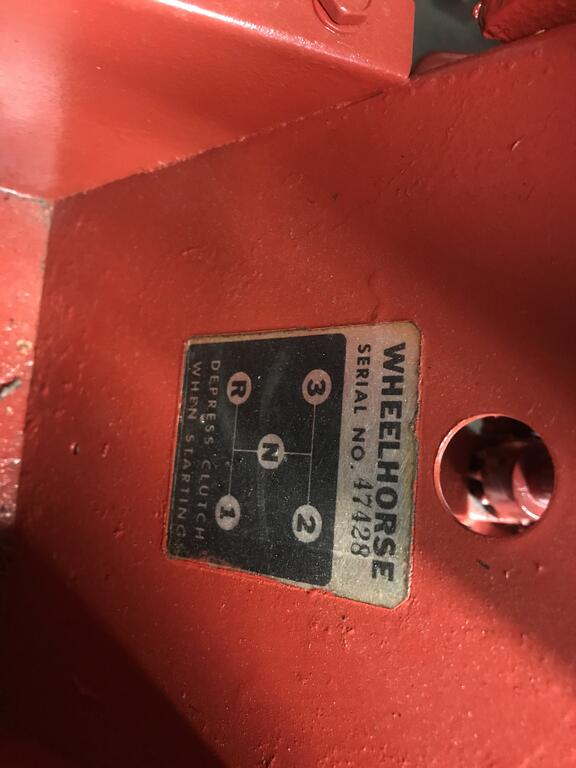 WHEELHORSE
SERIAL No. 47428
3 2
N
R 1
DEPRESS CLUTCH
WHEN STARTING